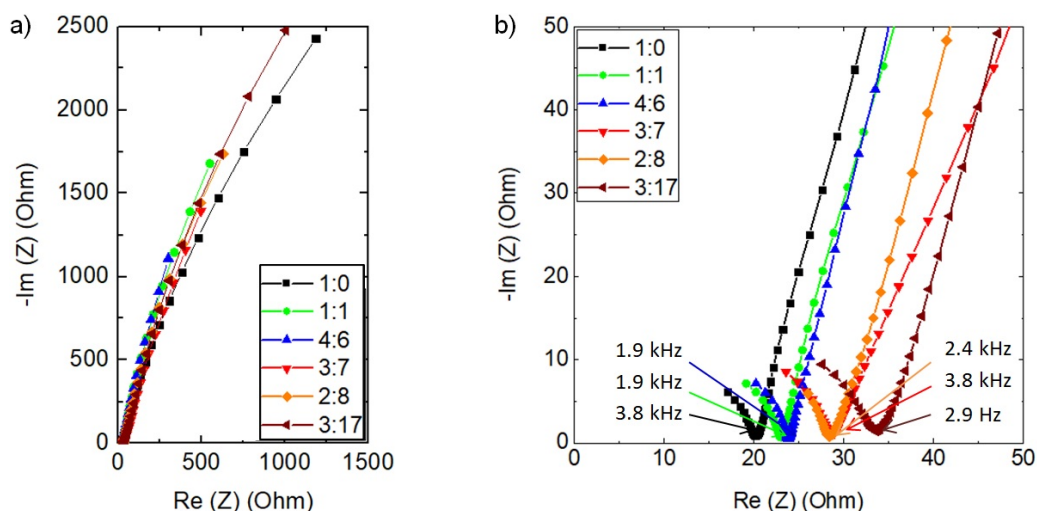 a)
2500
2000
1500
1000
500
0
-Im (Z) (Ohm)
1:0
1:1
4:6
3:7
2:8
3:17
0 500 1000 1500
Re (Z) (Ohm)
b)
50
40
30
20
10
0
-Im (Z) (Ohm)
1:0
1:1
4:6
3:7
2:8
3:17
1.9 kHz
1.9 kHz
3.8 kHz
2.4 kHz
3.8 kHz
2.9 Hz
0 10 20 30 40 50
Re (Z) (Ohm)